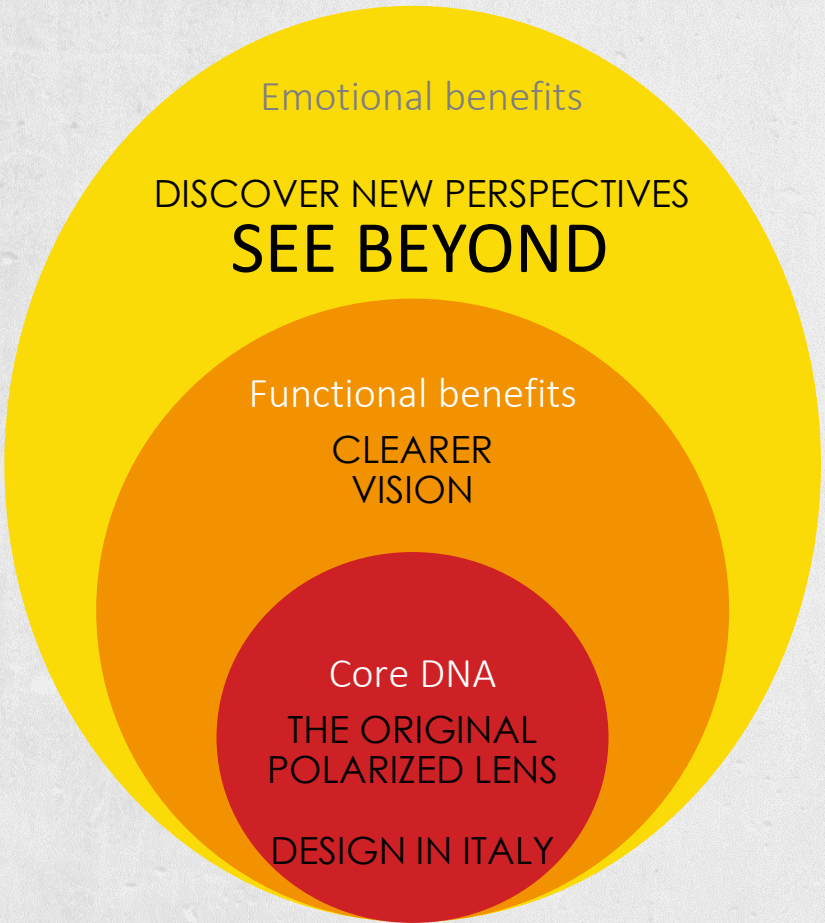 Emotional benefits
DISCOVER NEW PERSPECTIVES
SEE BEYOND
Functional benefits
CLEARER
VISION
Core DNA
THE ORIGINAL
POLARIZED LENS
DESIGN IN ITALY